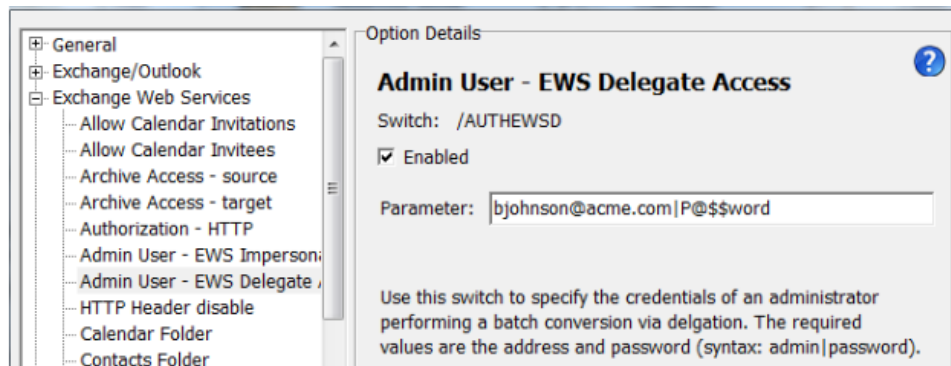 General
Exchange/Outlook
Exchange Web Services
Allow Calendar Invitations
Allow Calendar Invitees
Archive Access - source
Archive Access - target
Authorization - HTTP
Admin User - EWS Impersona
Admin User - EWS Delegate
HTTP Header disable
Calendar Folder
Contacts Folder
Option Details
?
Admin User - EWS Delegate Access
Switch: /AUTHEWSD
Enabled
Parameter: bjohnson@acme.com|P@$$word
Use this switch to specify the credentials of an administrator
performing a batch conversion via delgation. The required
values are the address and password (syntax: admin|password).